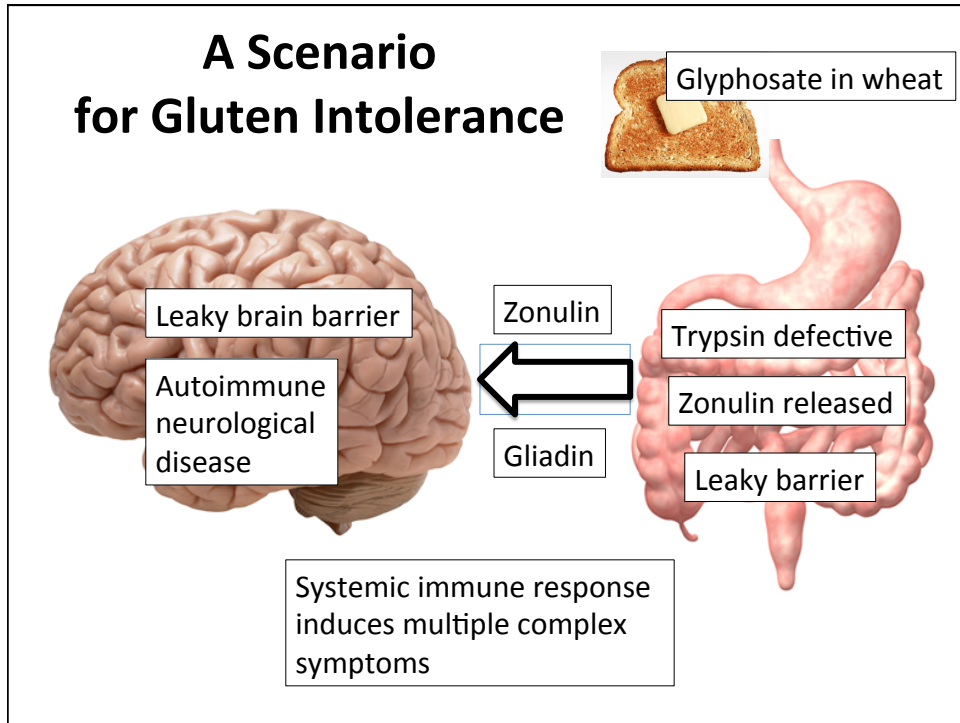 A Scenario
for Gluten Intolerance
Glyphosate in wheat
Leaky brain barrier
Autoimmune
neurological
disease
Zonulin
Gliadin
Trypsin defective
Zonulin released
Leaky barrier
Systemic immune response
induces multiple complex
symptoms